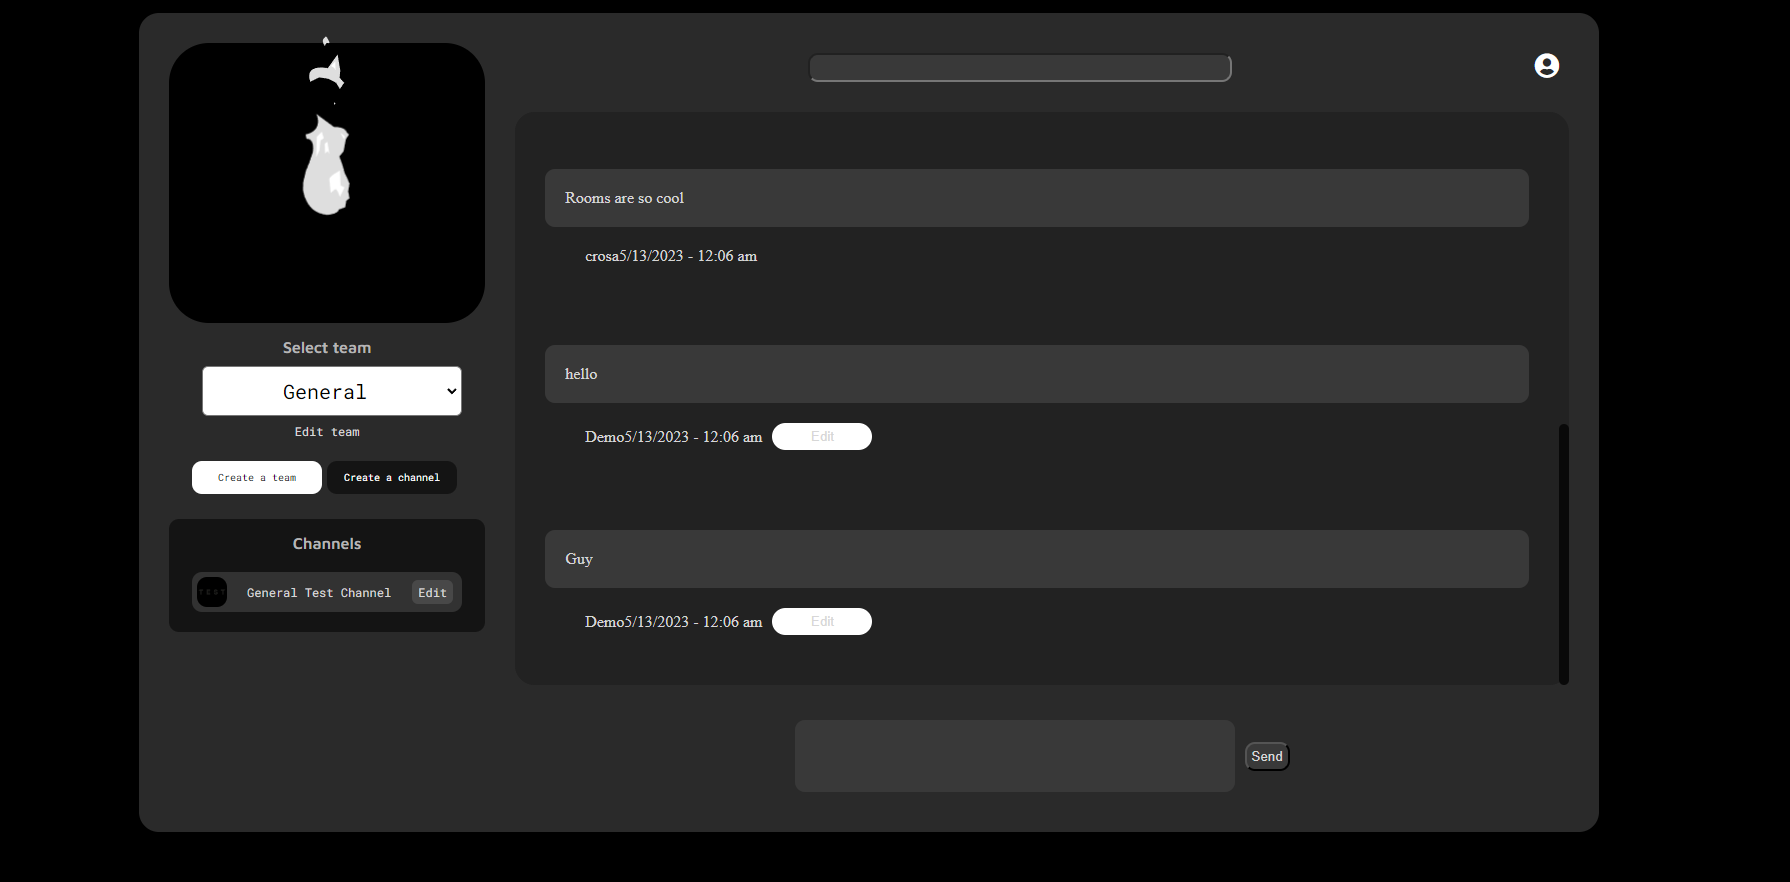 Select team
General
Edit team
Create a team
Create a channel
Channels
TEST
General Test Channel
Edit
Rooms are so cool
crosa5/13/2023 - 12:06 am
hello
Demo5/13/2023 - 12:06 am
Edit
Guy
Demo5/13/2023 - 12:06 am
Edit
Send